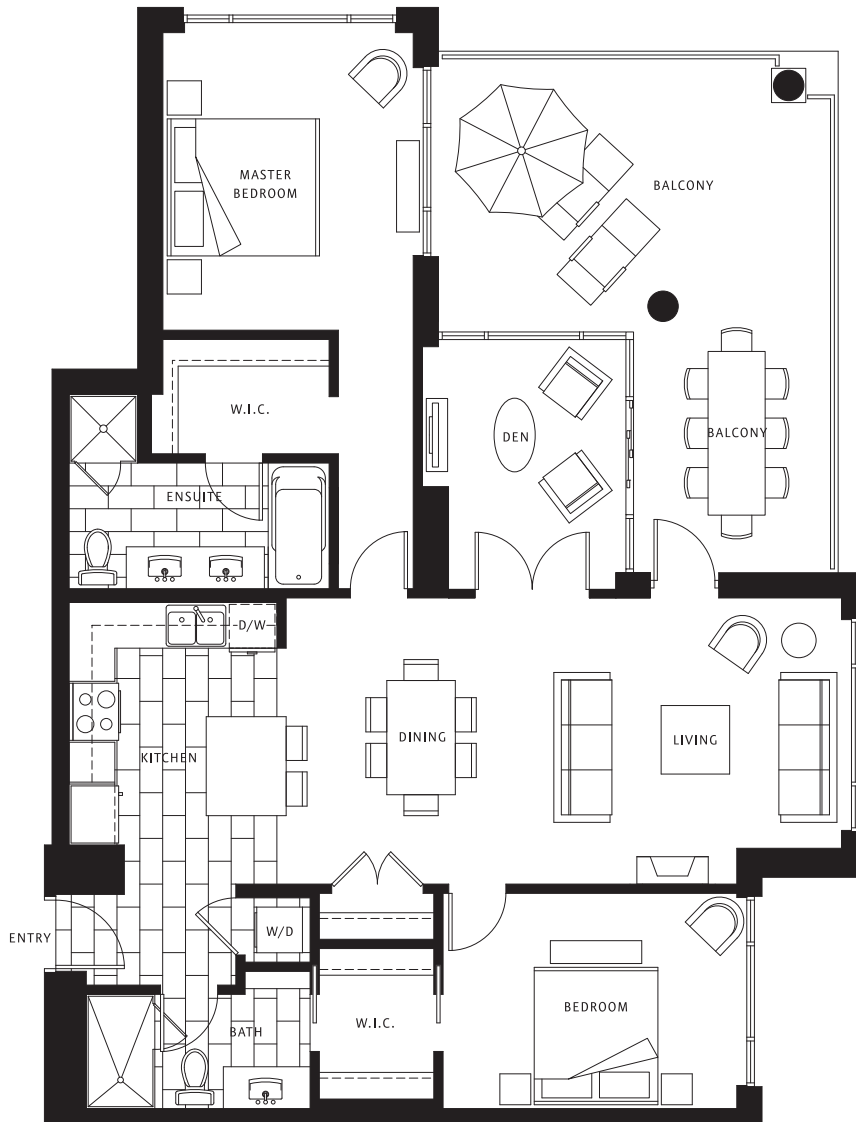 MASTER
BEDROOM
BALCONY
W.I.C.
DEN
BALCONY
ENSUITE
D/W
KITCHEN
DINING
LIVING
ENTRY
W/D
BEDROOM
BATH
W.I.C.